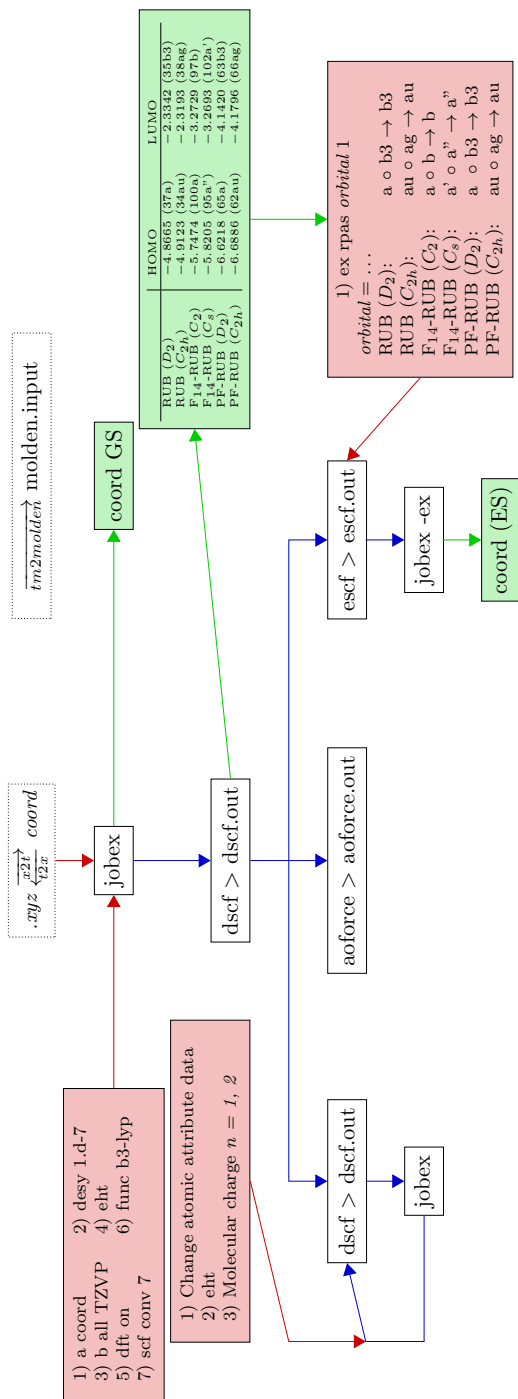 .xyz x2t t2x coord
tm2molden molden.input
1) a coord 2) desy 1.d-7
3) b all TZVP 4) eht
5) dft on 6) func b3-lyp
7) scf conv 7
jobex
coord GS
1) Change atomic attribute data
2) eht
3) Molecular charge n = 1, 2
dscf > dscf.out
HOMO LUMO
RUB (D2) −4.8665 (37a) −2.3342 (35b3)
RUB (C2h) −4.9123 (34au) −2.3193 (38ag)
F14-RUB (C2) −5.7474 (100a) −3.2729 (97b)
F14-RUB (Cs) −5.8205 (95a") −3.2693 (102a')
PF-RUB (D2) −6.6218 (65a) −4.1420 (63b3)
PF-RUB (C2h) −6.6886 (62au) −4.1796 (66ag)
dscf > dscf.out
aoforce > aoforce.out
escf > escf.out
1) ex rpas orbital 1
orbital = . . .
RUB (D2): a ∘ b3 → b3
RUB (C2h): au ∘ ag → au
F14-RUB (C2): a ∘ b → b
F14-RUB (Cs): a' ∘ a" → a"
PF-RUB (D2): a ∘ b3 → b3
PF-RUB (C2h): au ∘ ag → au
jobex
jobex -ex
coord (ES)